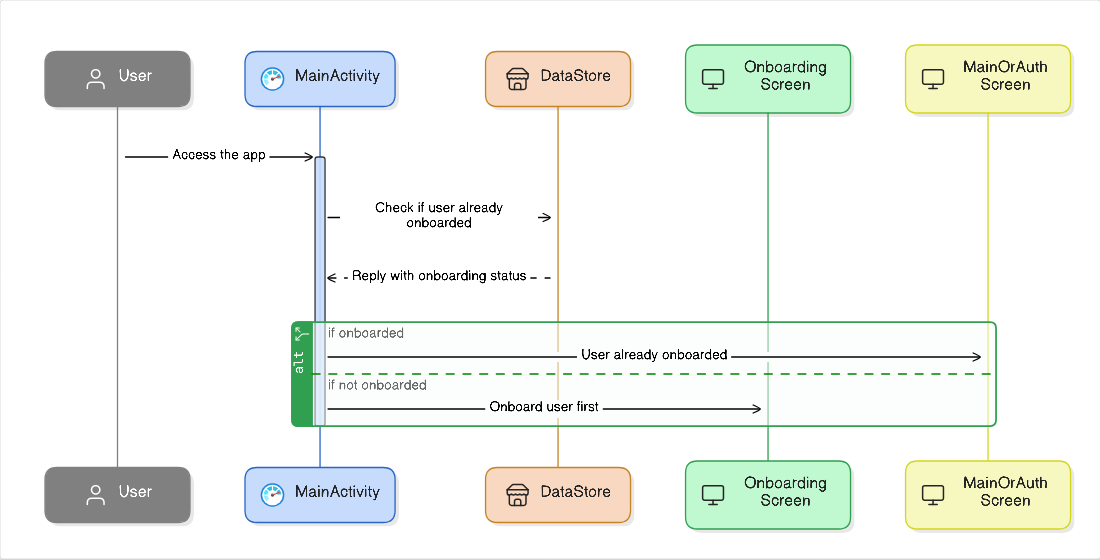 User
MainActivity
DataStore
Onboarding
Screen
MainOrAuth
Screen
Access the app
Check if user already
onboarded
Reply with onboarding status
alt
if onboarded
User already onboarded
if not onboarded
Onboard user first
User
MainActivity
DataStore
Onboarding
Screen
MainOrAuth
Screen